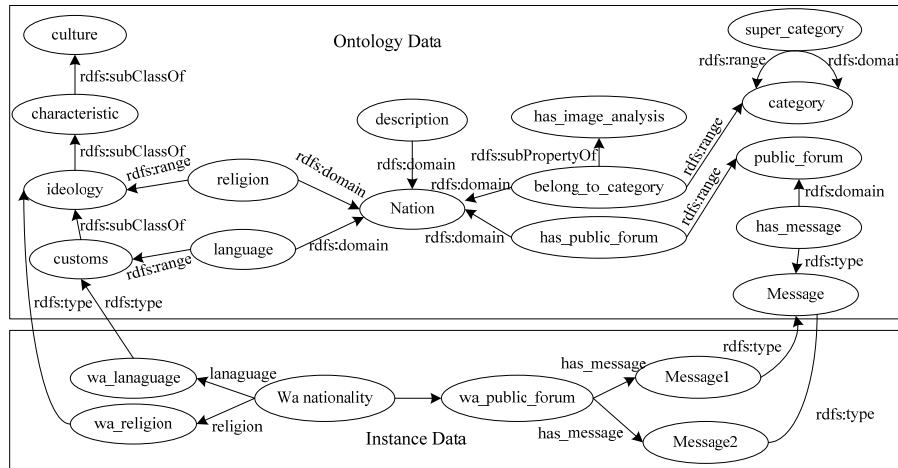 culture
Ontology Data
super_category
rdfs:range
rdfs:domain
rdfs:subClassOf
characteristic
description
has_image_analysis
category
rdfs:subClassOf
rdfs:range
rdfs:domain
rdfs:subPropertyOf
rdfs:range
public_forum
ideology
religion
rdfs:domain
rdfs:domain
belong_to_category
rdfs:domain
Nation
rdfs:range
rdfs:subClassOf
language
rdfs:domain
rdfs:domain
has_public_forum
has_message
customs
rdfs:range
rdfs:type
rdfs:type
rdfs:type
Message
wa_lanaguage
lanaguage
Wa nationality
wa_public_forum
has_message
Message1
rdfs:type
wa_religion
religion
has_message
Message2
rdfs:type
Instance Data